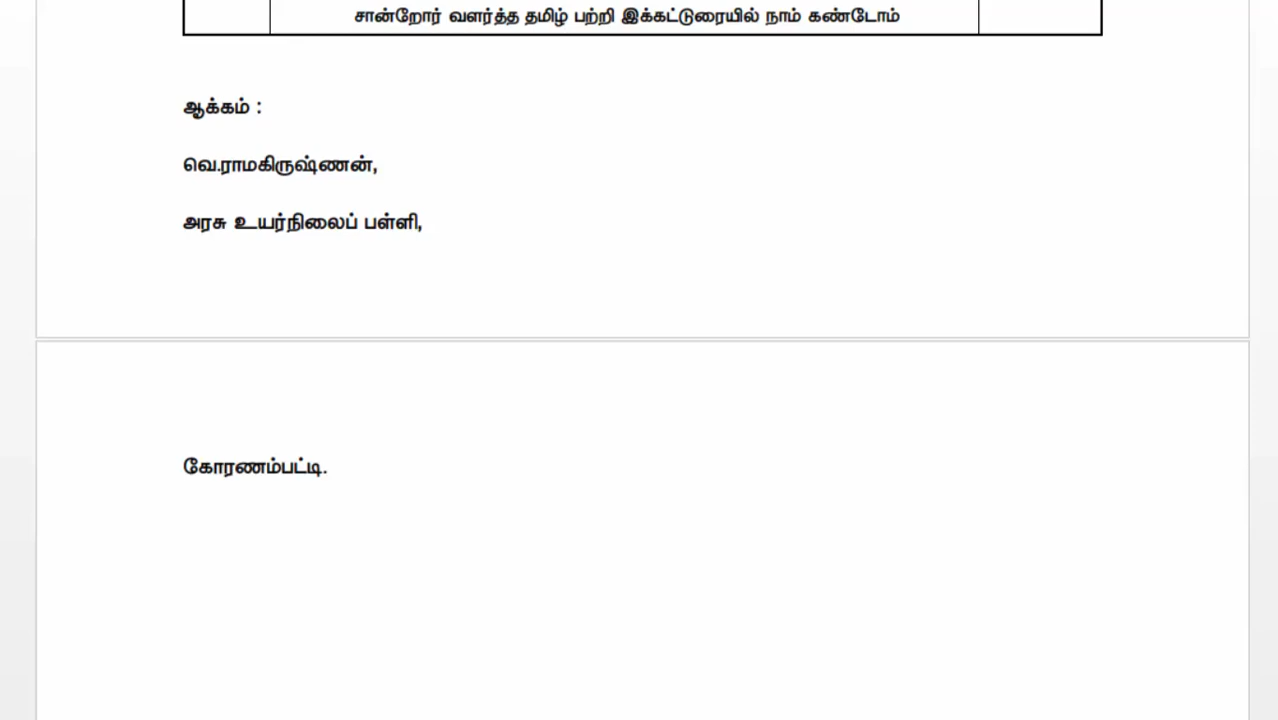 சான்றோர் வளர்த்த தமிழ் பற்றி இக்கட்டுரையில் நாம் கண்டோம்
ஆக்கம் :
வெ.ராமகிருஷ்ணன்,
அரசு உயர்நிலைப் பள்ளி,
கோரணம்பட்டி.